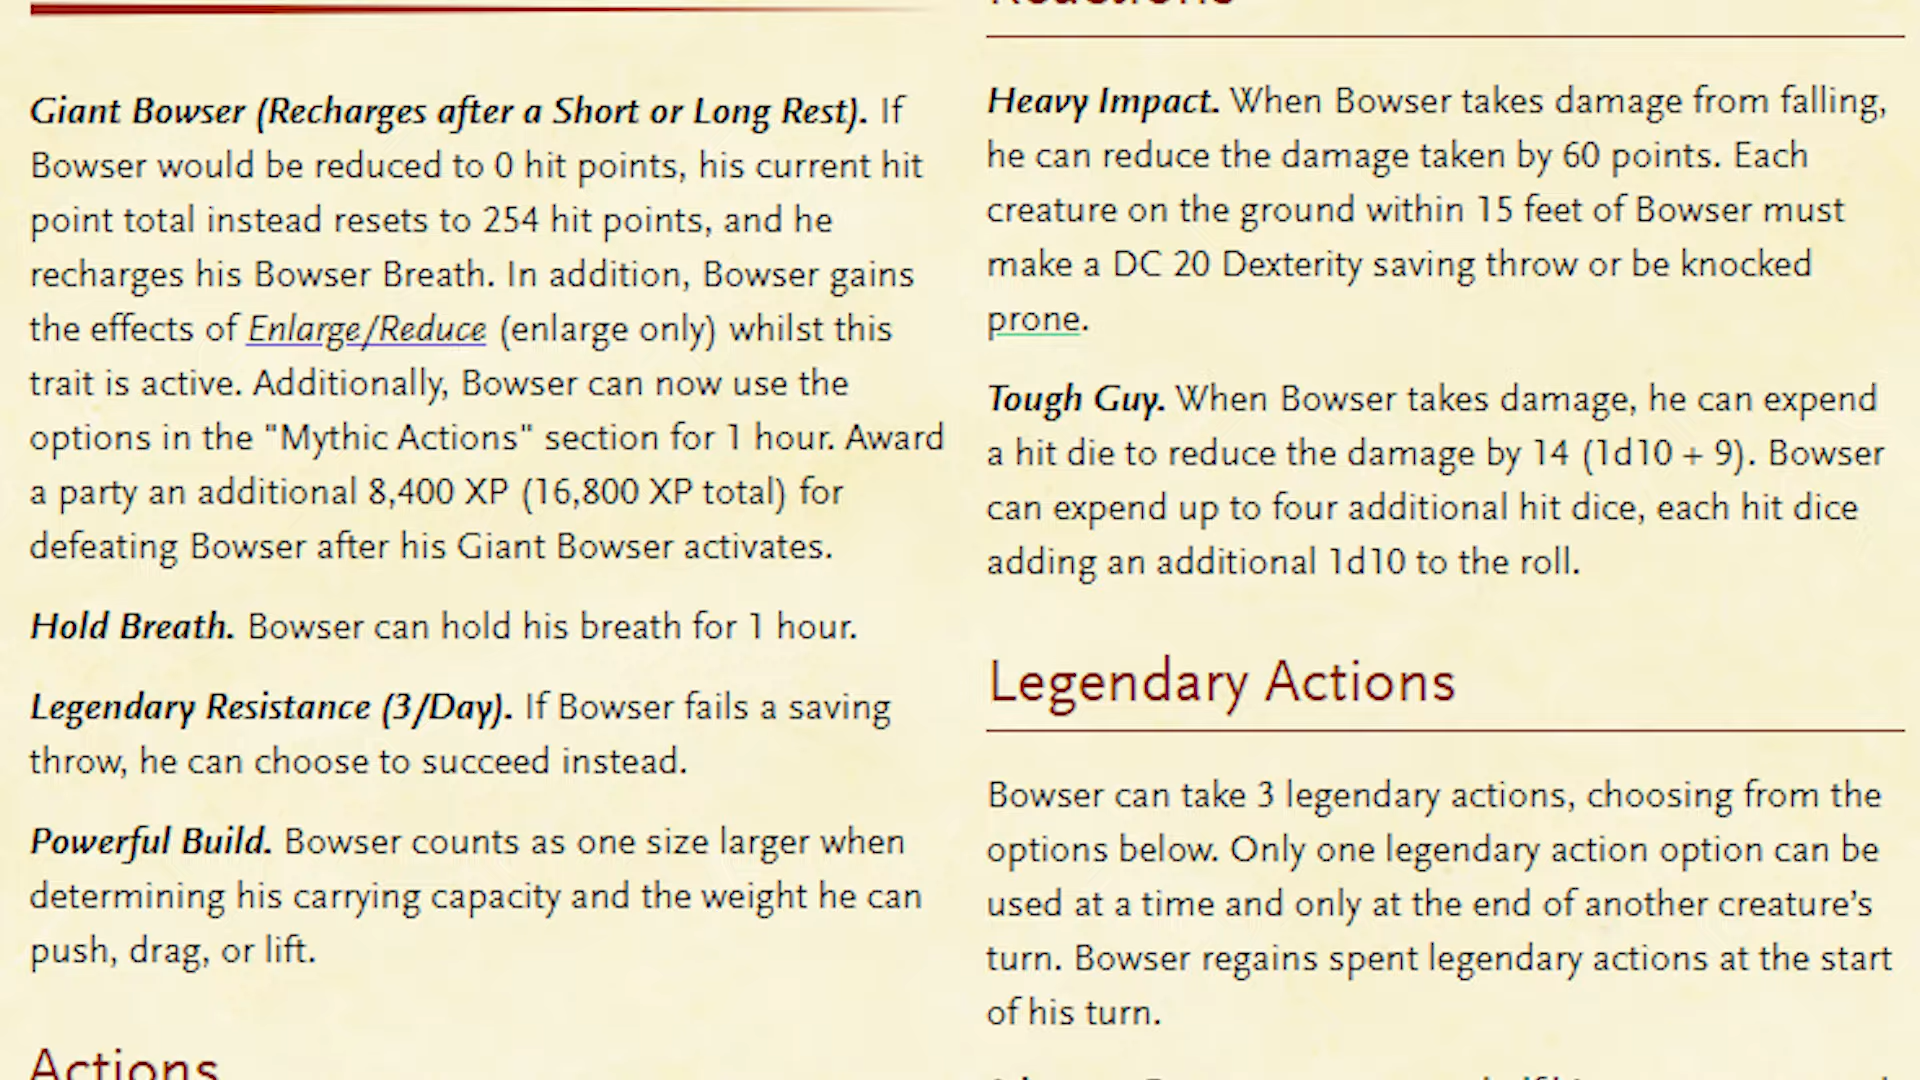 Giant Bowser (Recharges after a Short or Long Rest). If
Bowser would be reduced to 0 hit points, his current hit
point total instead resets to 254 hit points, and he
recharges his Bowser Breath. In addition, Bowser gains
the effects of Enlarge/Reduce (enlarge only) whilst this
trait is active. Additionally, Bowser can now use the
options in the "Mythic Actions" section for 1 hour. Award
a party an additional 8,400 XP (16,800 XP total) for
defeating Bowser after his Giant Bowser activates.
Hold Breath. Bowser can hold his breath for 1 hour.
Legendary Resistance (3/Day). If Bowser fails a saving
throw, he can choose to succeed instead.
Powerful Build. Bowser counts as one size larger when
determining his carrying capacity and the weight he can
push, drag, or lift.
Actions
Reactions
Heavy Impact. When Bowser takes damage from falling,
he can reduce the damage taken by 60 points. Each
creature on the ground within 15 feet of Bowser must
make a DC 20 Dexterity saving throw or be knocked
prone.
Tough Guy. When Bowser takes damage, he can expend
a hit die to reduce the damage by 14 (1d10 + 9). Bowser
can expend up to four additional hit dice, each hit dice
adding an additional 1d10 to the roll.
Legendary Actions
Bowser can take 3 legendary actions, choosing from the
options below. Only one legendary action option can be
used at a time and only at the end of another creature’s
turn. Bowser regains spent legendary actions at the start
of his turn.